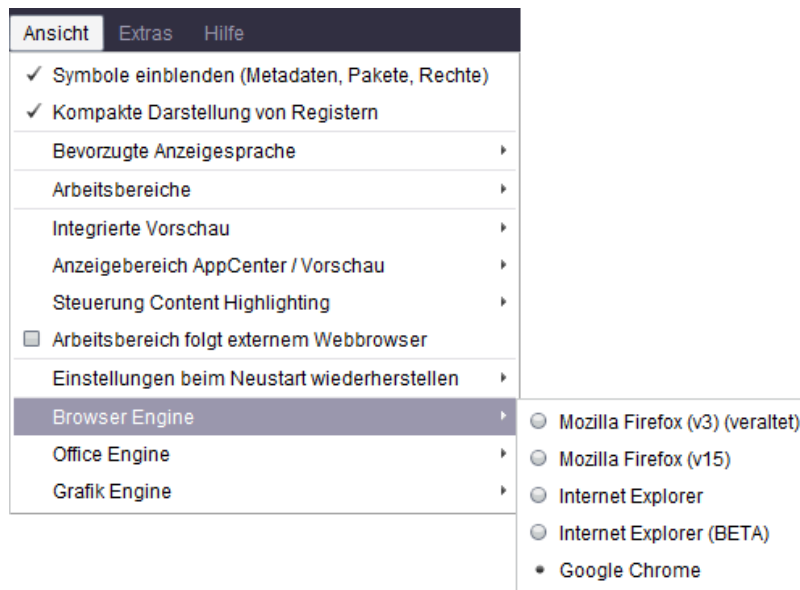 Ansicht Extras Hilfe
✓ Symbole einblenden (Metadaten, Pakete, Rechte)
✓ Kompakte Darstellung von Registern
Bevorzugte Anzeigesprache
Arbeitsbereiche
Integrierte Vorschau
Anzeigebereich AppCenter / Vorschau
Steuerung Content Highlighting
Arbeitsbereich folgt externem Webbrowser
Einstellungen beim Neustart wiederherstellen
Browser Engine
Office Engine
Grafik Engine
Mozilla Firefox (v3) (veraltet)
Mozilla Firefox (v15)
Internet Explorer
Internet Explorer (BETA)
Google Chrome